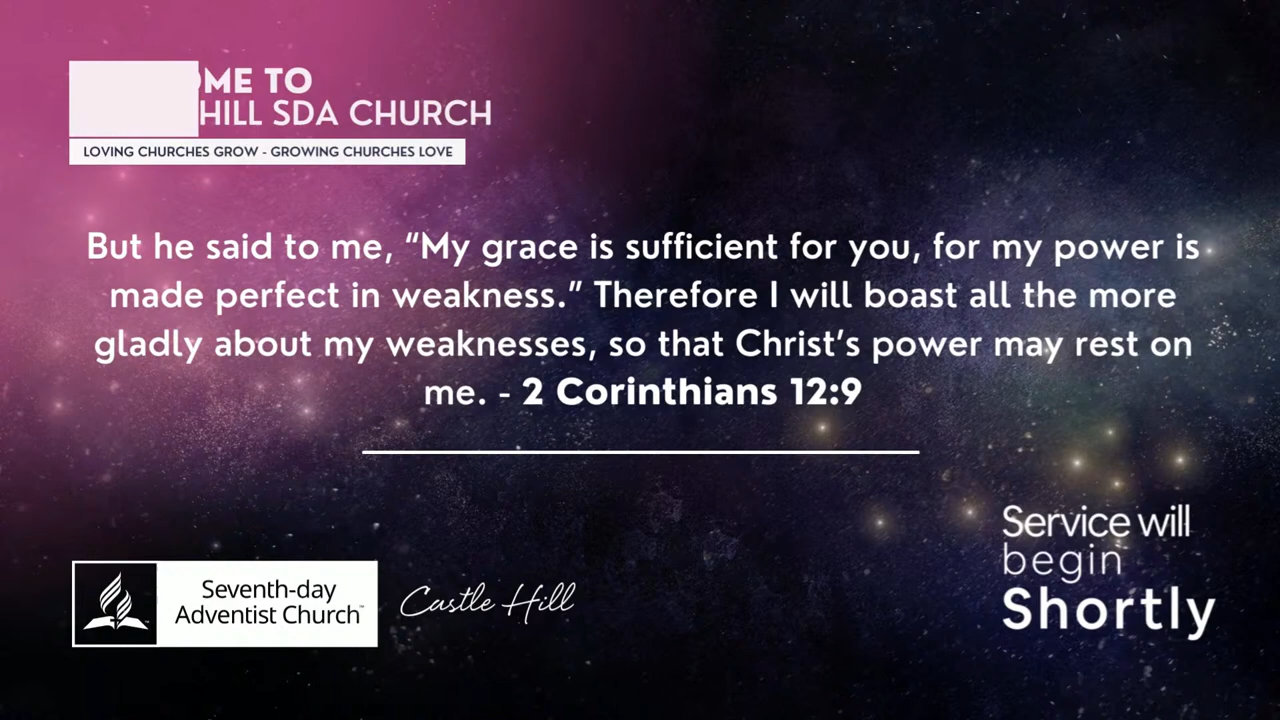 ME TO
HILL SDA CHURCH
LOVING CHURCHES GROW - GROWING CHURCHES LOVE
But he said to me, “My grace is sufficient for you, for my power is
made perfect in weakness.” Therefore I will boast all the more
gladly about my weaknesses, so that Christ’s power may rest on
me. - 2 Corinthians 12:9
Seventh-day
Adventist Church™
Castle Hill
Service will
begin
Shortly